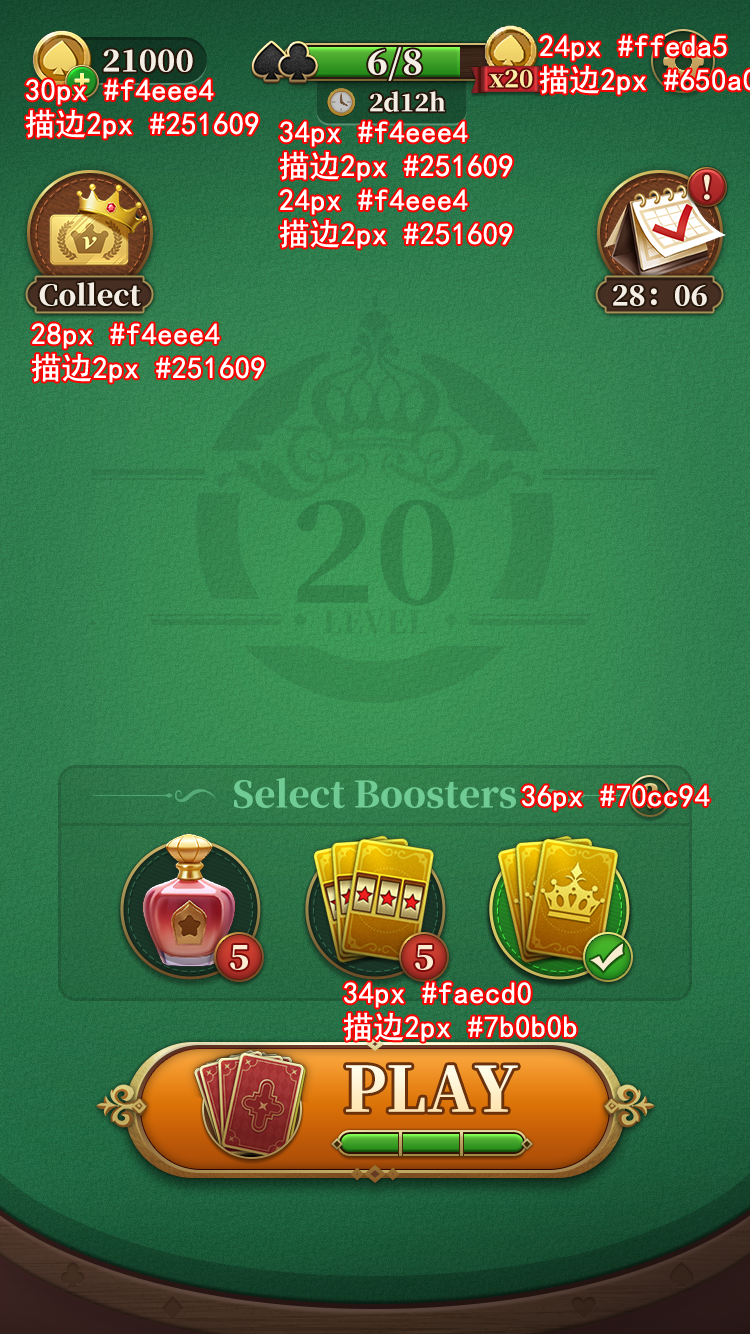 21000
6/8
x20
24px #ffeda5
描边2px #650a0
30px #f4eee4
描边2px #251609
2d12h
34px #f4eee4
描边2px #251609
24px #f4eee4
描边2px #251609
!
Collect
28: 06
28px #f4eee4
描边2px #251609
20
LEVEL
Select Boosters
36px #70cc94
5
5
34px #faecd0
描边2px #7b0b0b
PLAY